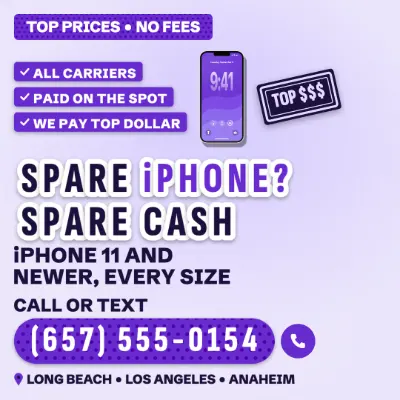 TOP PRICES • NO FEES
ALL CARRIERS
PAID ON THE SPOT
WE PAY TOP DOLLAR
9:41
TOP $$$
SPARE iPHONE?
SPARE CASH
iPHONE 11 AND
NEWER, EVERY SIZE
CALL OR TEXT
(657) 555-0154
LONG BEACH • LOS ANGELES • ANAHEIM